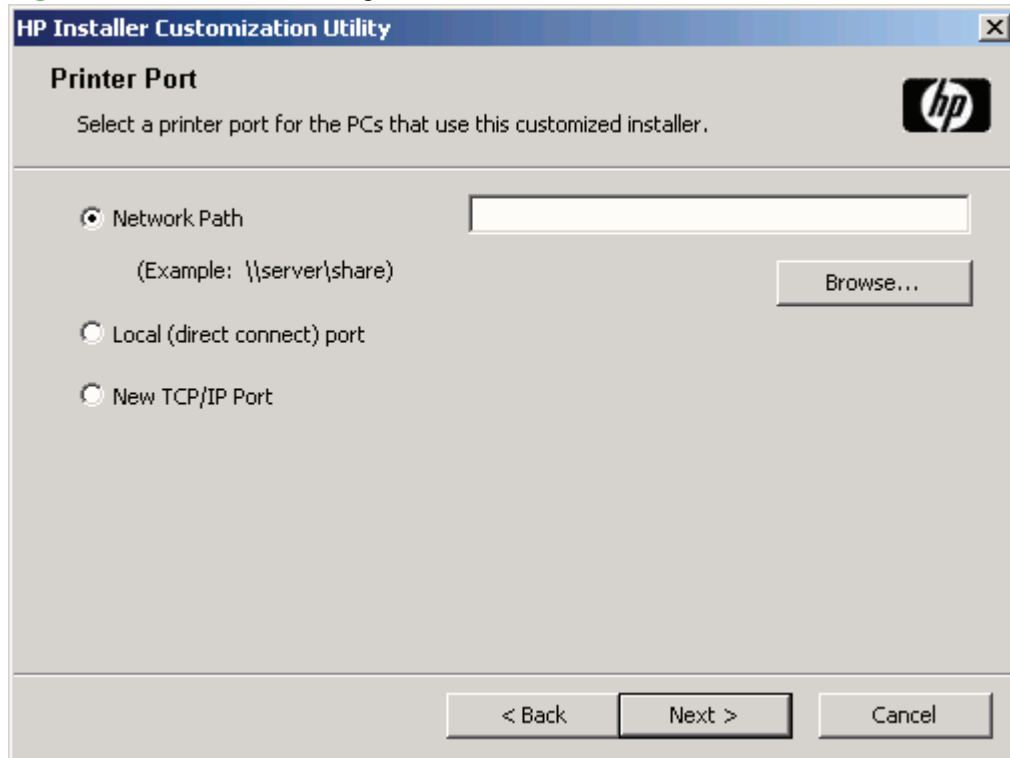 HP Installer Customization Utility
Printer Port
Select a printer port for the PCs that use this customized installer.
hp
Network Path
(Example: \\server\share)
Browse...
Local (direct connect) port
New TCP/IP Port
< Back
Next >
Cancel